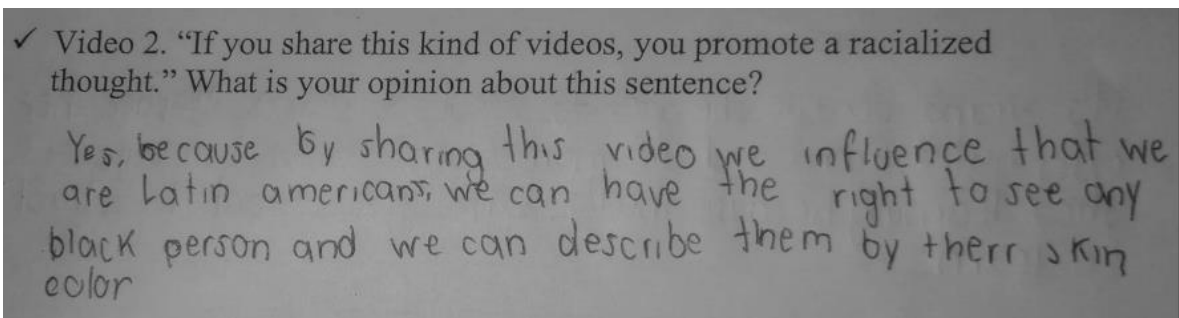 ✓ Video 2. “If you share this kind of videos, you promote a racialized
thought.” What is your opinion about this sentence?
Yes, because by sharing this video we influence that we
are Latin americans, we can have the right to see any
black person and we can describe them by therr skin
color